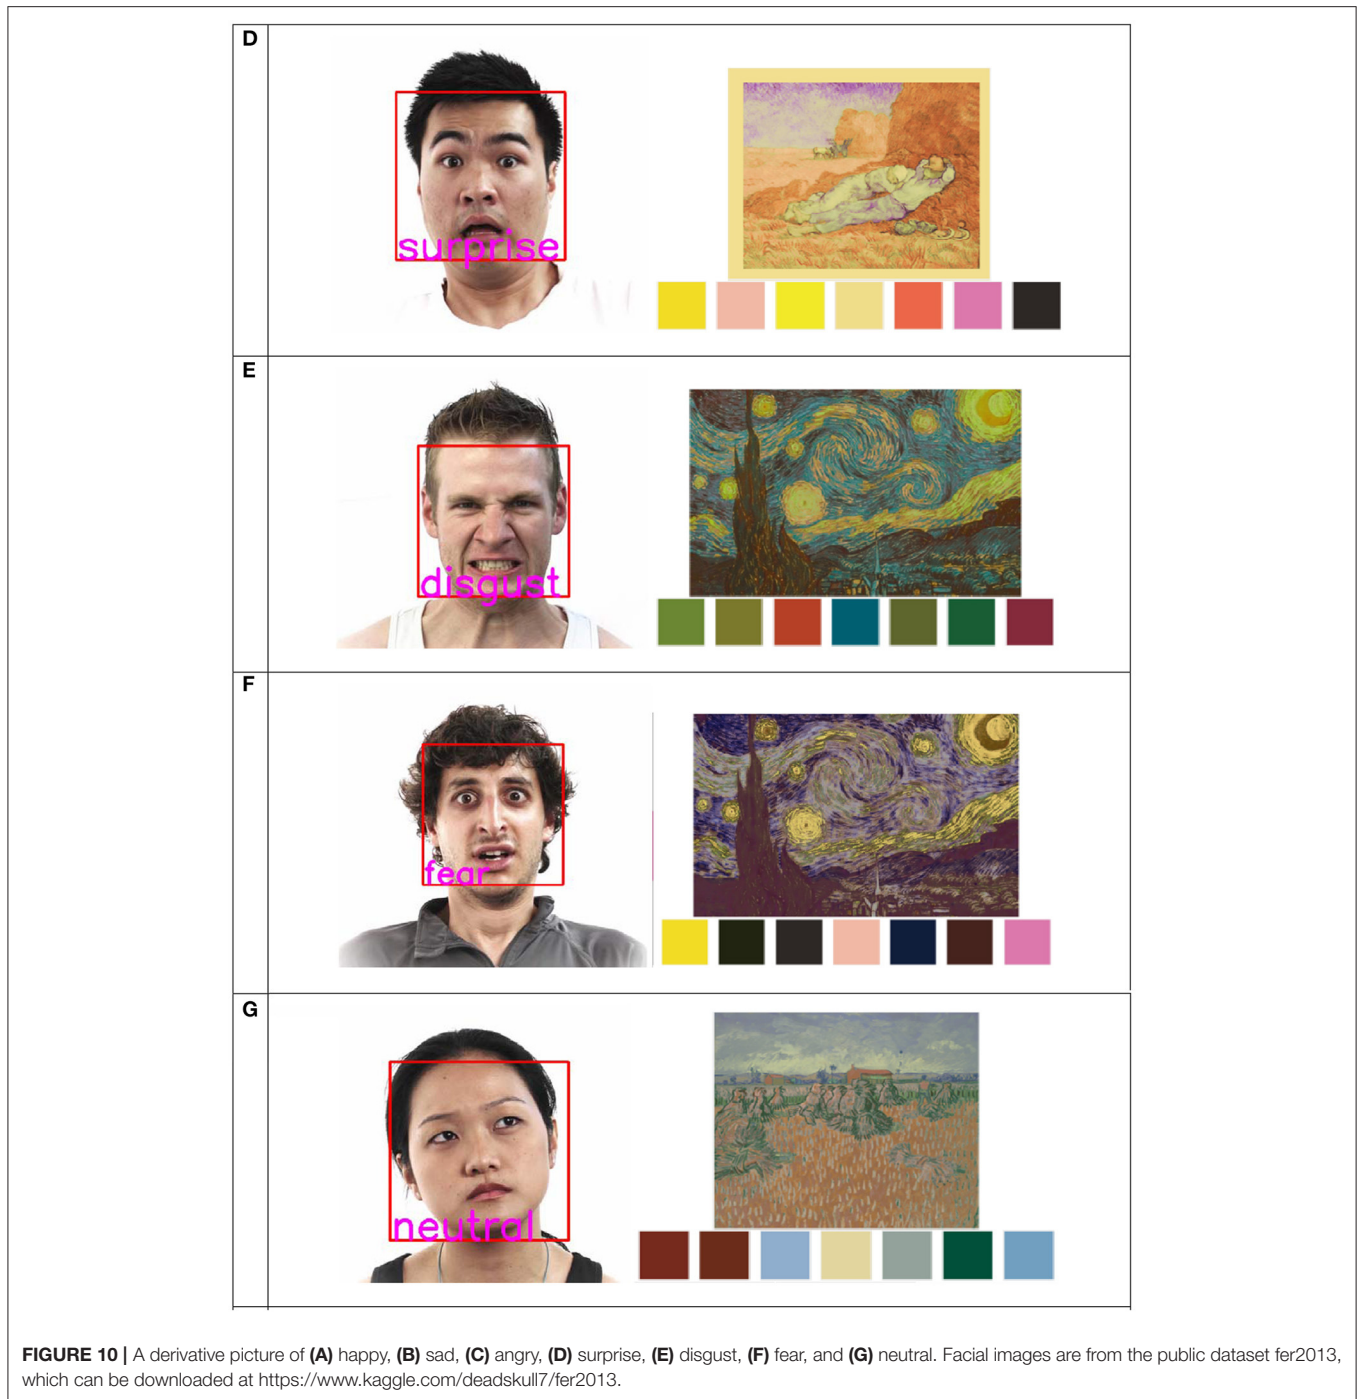 D
surprise
E
disgust
F
fear
G
neutral
FIGURE 10 | A derivative picture of (A) happy, (B) sad, (C) angry, (D) surprise, (E) disgust, (F) fear, and (G) neutral. Facial images are from the public dataset fer2013,
which can be downloaded at https://www.kaggle.com/deadskull7/fer2013.